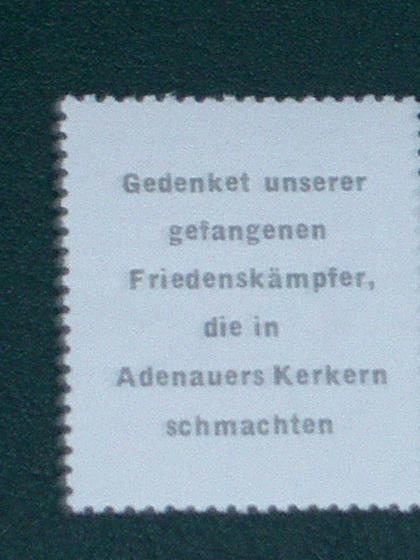 Gedenket unserer
gefangenen
Friedenskämpfer,
die in
Adenauers Kerkern
schmachten